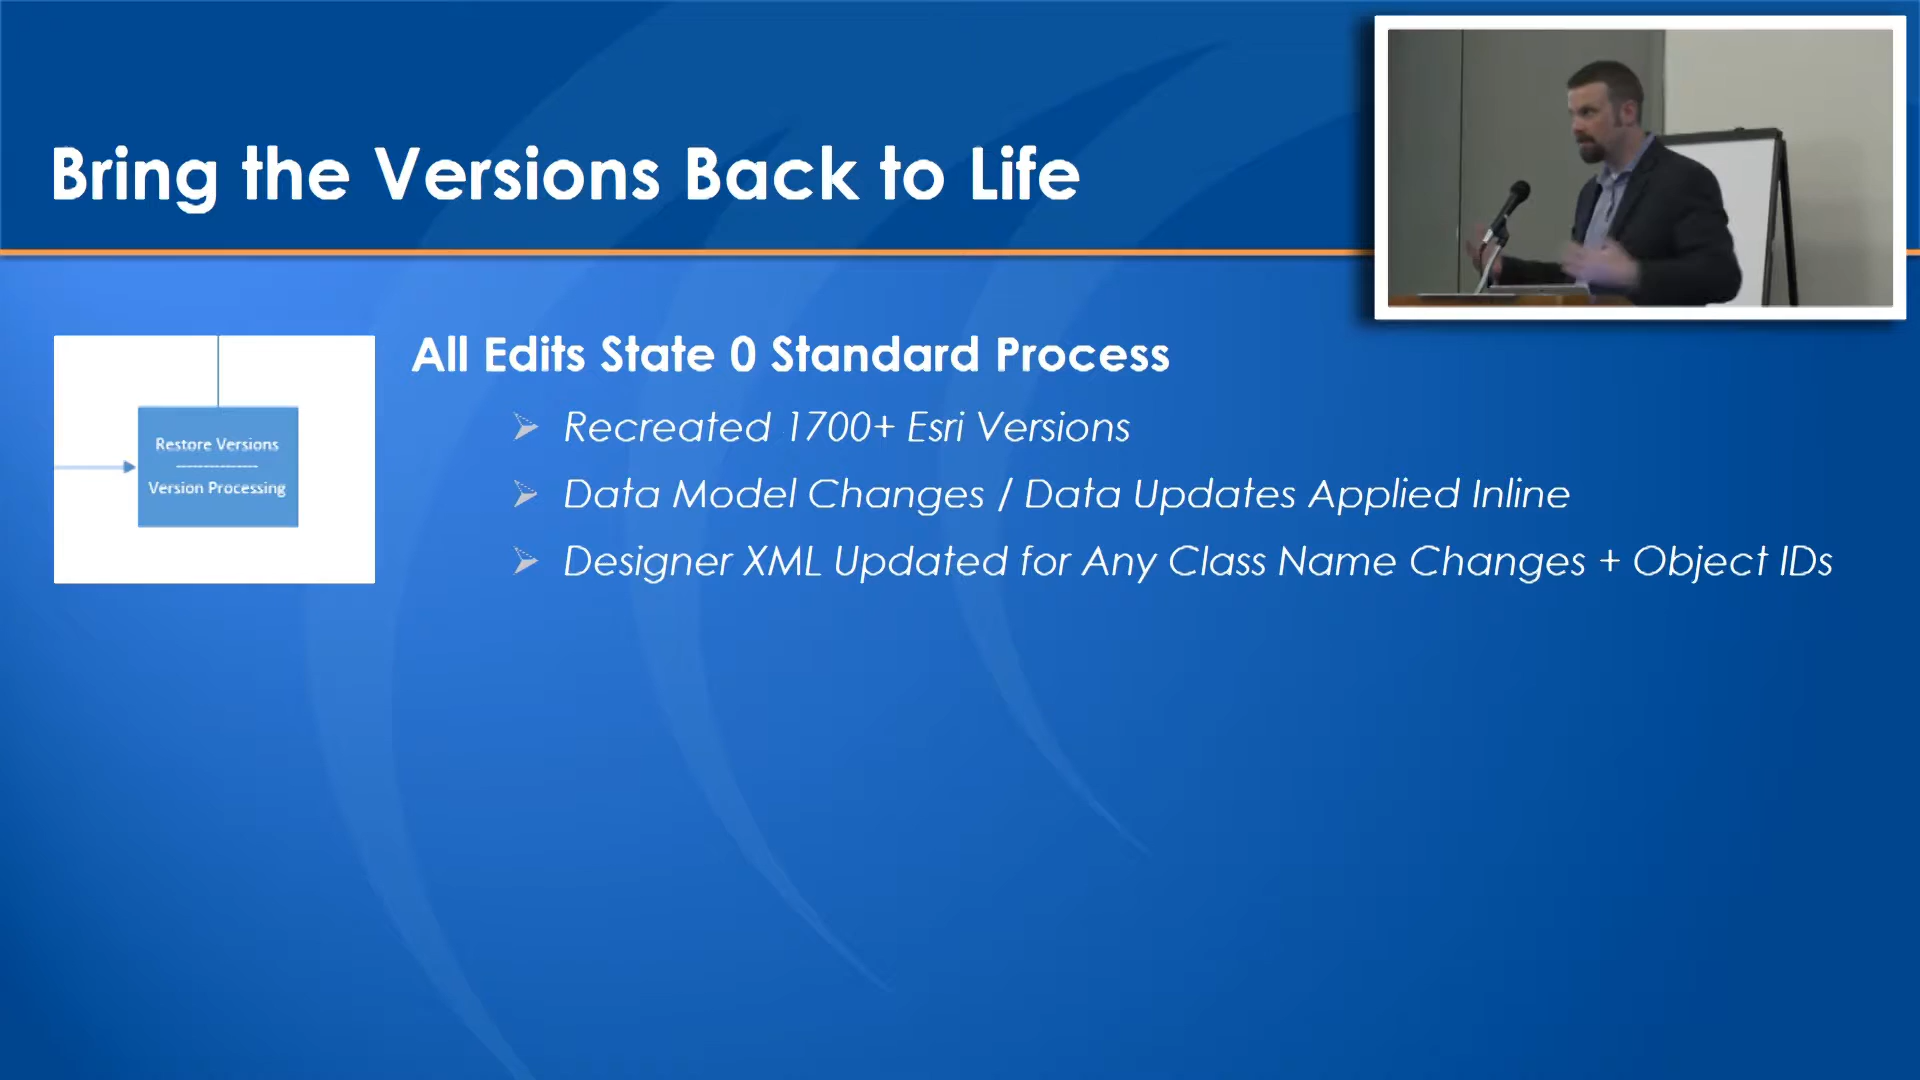 Bring the Versions Back to Life
Restore Versions
---------------
Version Processing
All Edits State 0 Standard Process
Recreated 1700+ Esri Versions
Data Model Changes / Data Updates Applied Inline
Designer XML Updated for Any Class Name Changes + Object IDs